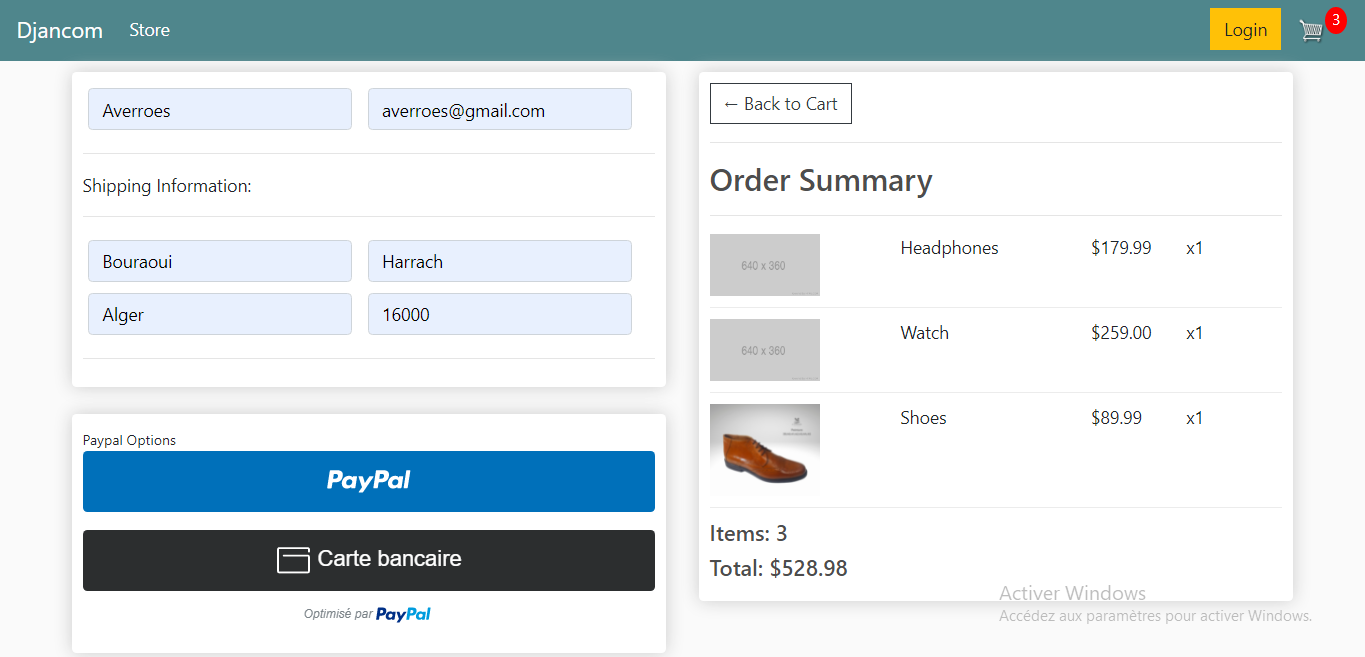 Djancom Store Login 3
Averroes averroes@gmail.com
Shipping Information:
Bouraoui Harrach
Alger 16000
Paypal Options
PayPal
Carte bancaire
Optimisé par PayPal
← Back to Cart
Order Summary
640 x 360 Headphones $179.99 x1
640 x 360 Watch $259.00 x1
Shoes $89.99 x1
Items: 3
Total: $528.98
Activer Windows
Accédez aux paramètres pour activer Windows.